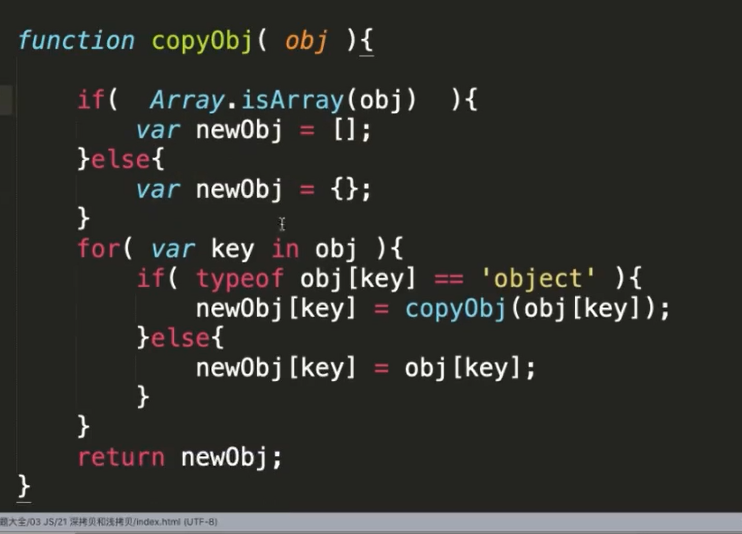 function copyObj( obj ){
if(  Array.isArray(obj)  ){
var newObj = [];
}else{
var newObj = {};
}
for( var key in obj ){
if( typeof obj[key] == 'object' ){
newObj[key] = copyObj(obj[key]);
}else{
newObj[key] = obj[key];
}
}
return newObj;
}
题大全/03 JS/21 深拷贝和浅拷贝/index.html (UTF-8)